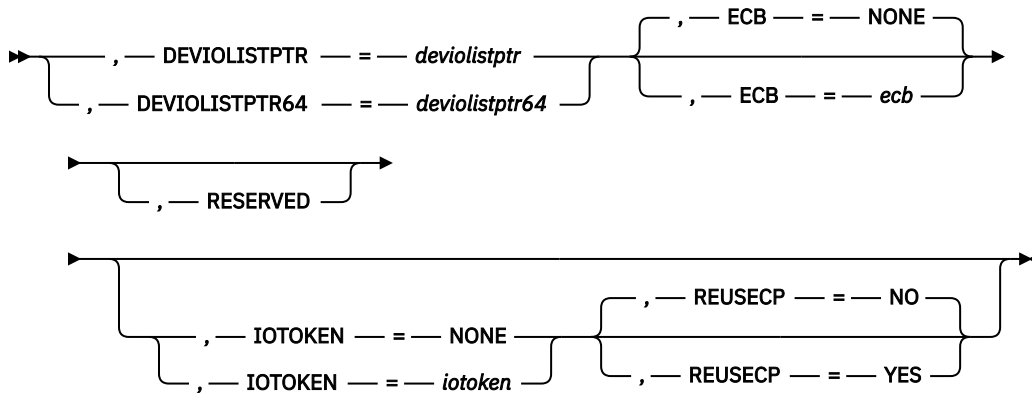 , ECB = NONE
, DEVIOLISTPTR = deviolistptr
, DEVIOLISTPTR64 = deviolistptr64
, ECB = ecb
, RESERVED
, REUSECP = NO
, IOTOKEN = NONE
, IOTOKEN = iotoken
, REUSECP = YES